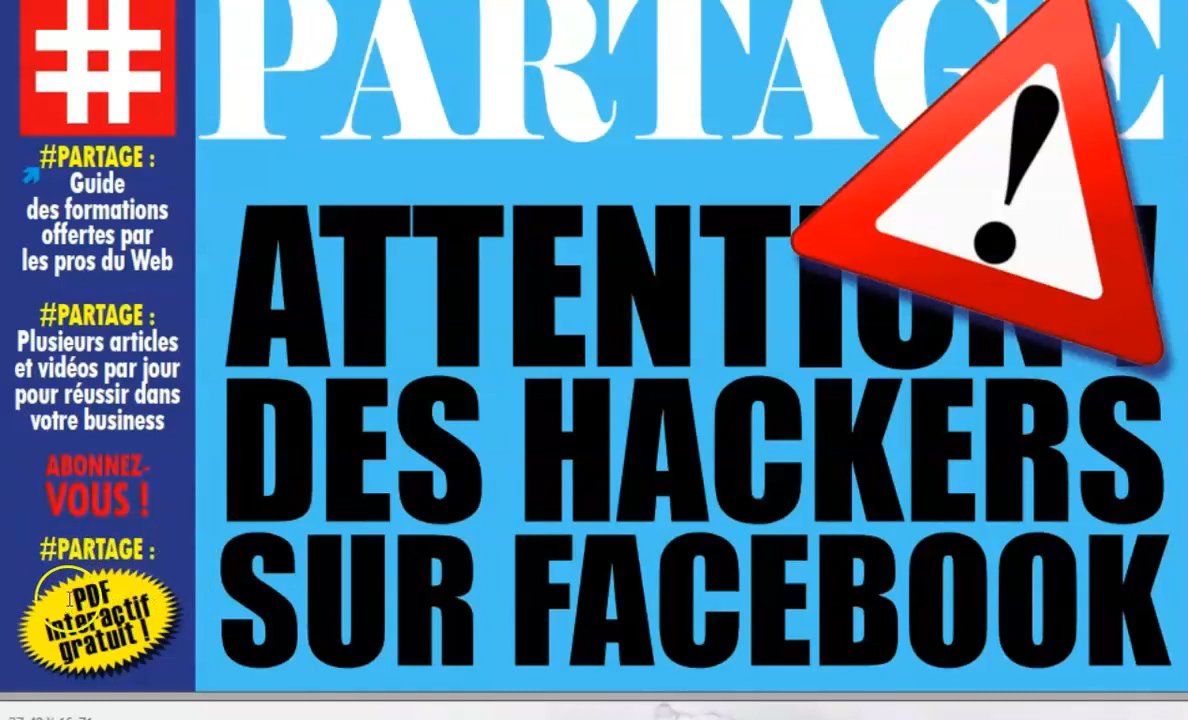 #
PARTAGE
#PARTAGE :
Guide
des formations
offertes par
les pros du Web
#PARTAGE :
Plusieurs articles
et vidéos par jour
pour réussir dans
votre business
ABONNEZ-
VOUS !
#PARTAGE :
PDF
interactif
gratuit !
ATTENTION !
DES HACKERS
SUR FACEBOOK